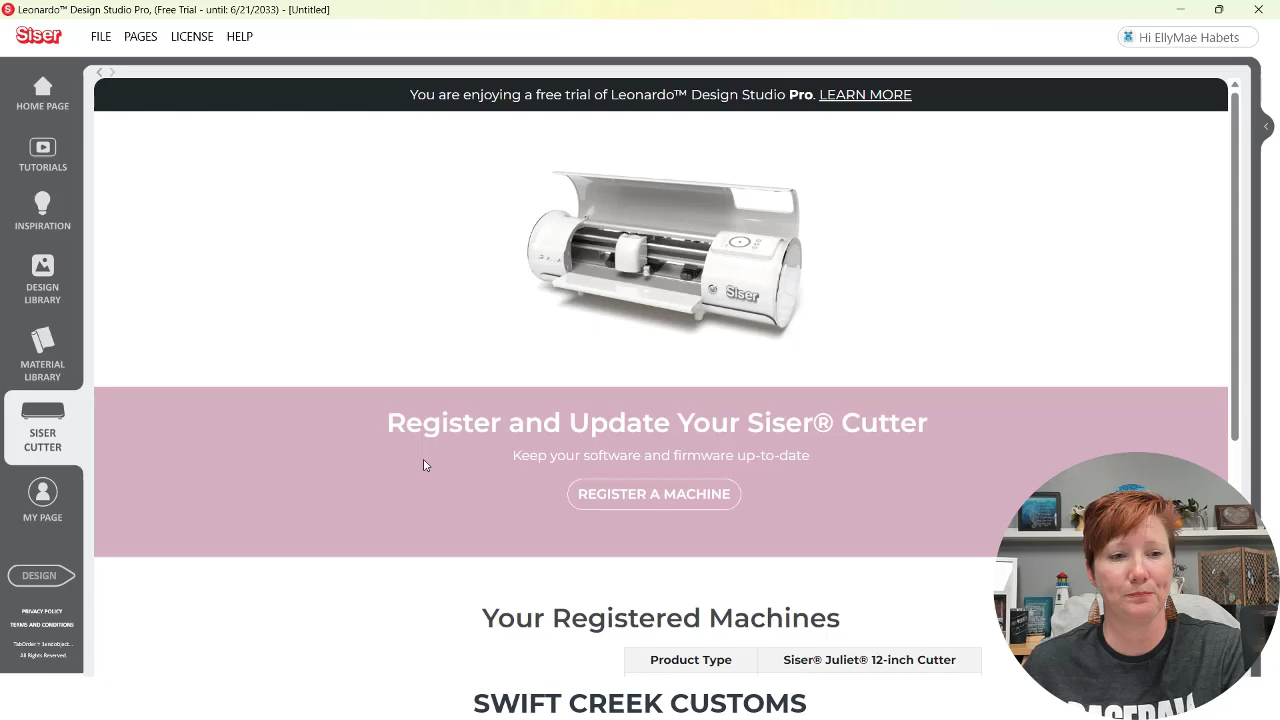 Leonardo™ Design Studio Pro, (Free Trial - until: 6/21/2033) - [Untitled]
Siser
FILE PAGES LICENSE HELP
Hi EllyMae Habets
HOME PAGE
TUTORIALS
INSPIRATION
DESIGN
LIBRARY
MATERIAL
LIBRARY
SISER
CUTTER
MY PAGE
DESIGN
PRIVACY POLICY
TERMS AND CONDITIONS
All Rights Reserved.
You are enjoying a free trial of Leonardo™ Design Studio Pro. LEARN MORE
Siser
Register and Update Your Siser® Cutter
Keep your software and firmware up-to-date
REGISTER A MACHINE
Your Registered Machines
Product Type Siser® Juliet® 12-inch Cutter
SWIFT CREEK CUSTOMS